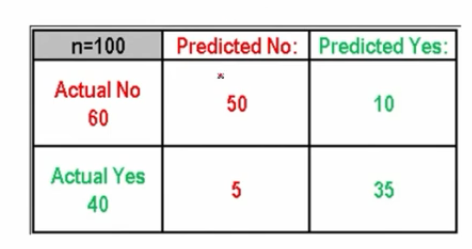 n=100 Predicted No: Predicted Yes:
Actual No
60
50 10
Actual Yes
40
5 35